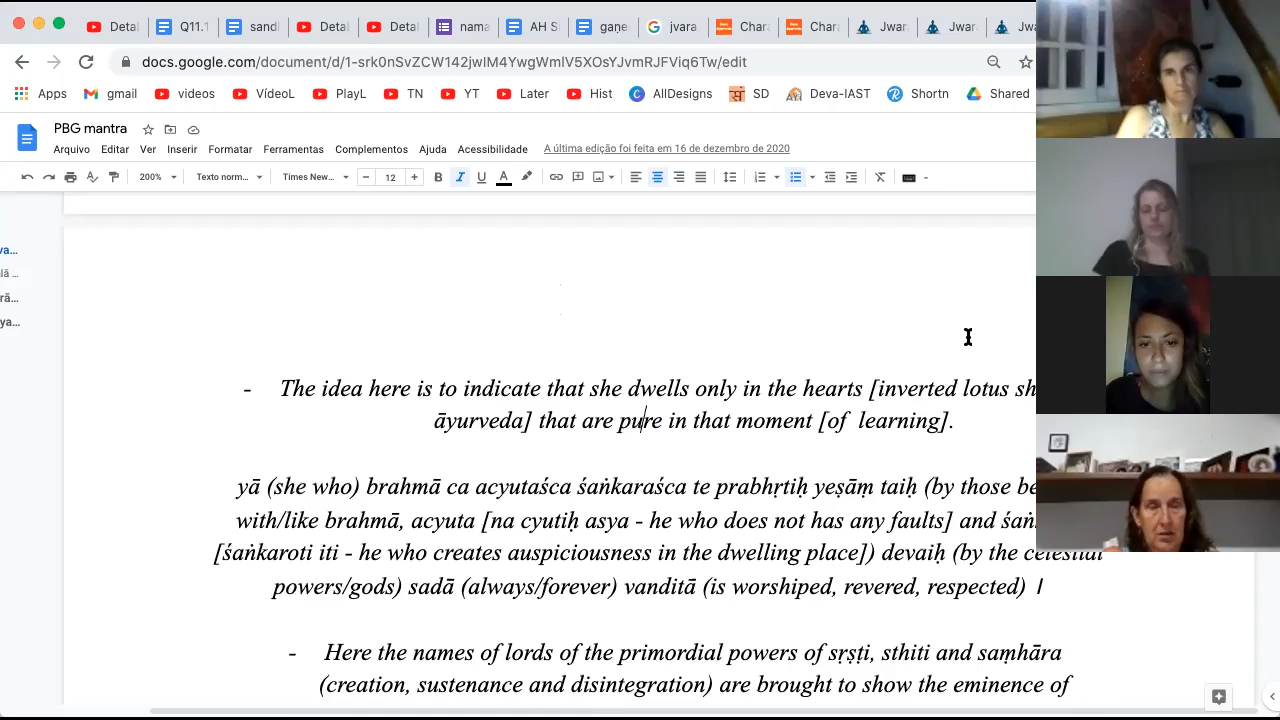 Detal
Q11.1
sand
Detal
Detal
nama
AH S
gaṇe
jvara
Chara
Chara
Jwar
Jwar
Jw
docs.google.com/document/d/1-srk0nSvZCW142jwlM4YwgWmlV5XOsYJvmRJFViq6Tw/edit
Apps gmail videos VídeoL PlayL TN YT Later Hist AllDesigns SD Deva-IAST Shortn Shared
PBG mantra
Arquivo Editar Ver Inserir Formatar Ferramentas Complementos Ajuda Acessibilidade A última edição foi feita em 16 de dezembro de 2020
200% Texto norm... Times New... 12 B I U A
va...
rā...
ya...
- The idea here is to indicate that she dwells only in the hearts [inverted lotus sh
āyurveda] that are pure in that moment [of learning].
yā (she who) brahmā ca acyutaśca śaṅkaraśca te prabhṛtiḥ yeṣāṃ taiḥ (by those be
with/like brahmā, acyuta [na cyutiḥ asya - he who does not has any faults] and śaṅ
[śaṅkaroti iti - he who creates auspiciousness in the dwelling place]) devaiḥ (by the celestial
powers/gods) sadā (always/forever) vanditā (is worshiped, revered, respected) |
- Here the names of lords of the primordial powers of sṛṣṭi, sthiti and saṃhāra
(creation, sustenance and disintegration) are brought to show the eminence of